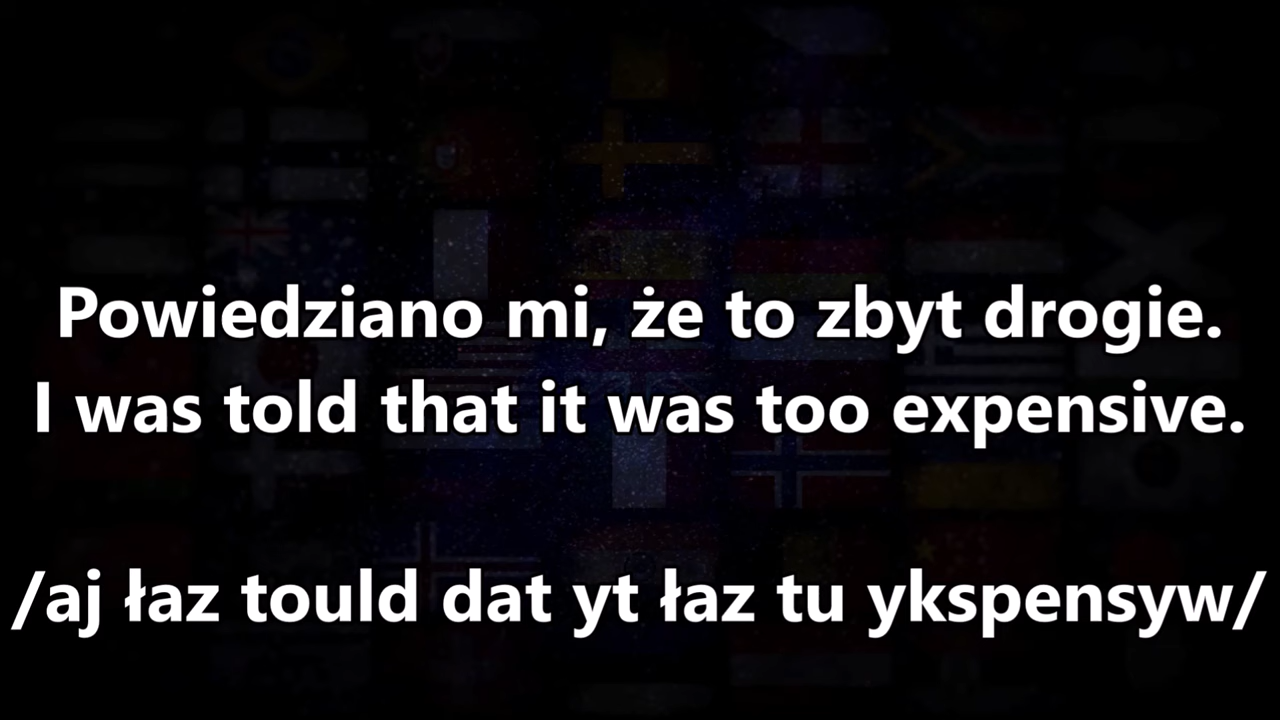 Powiedziano mi, że to zbyt drogie.
I was told that it was too expensive.
/aj łaz tould dat yt łaz tu ykspensyw/